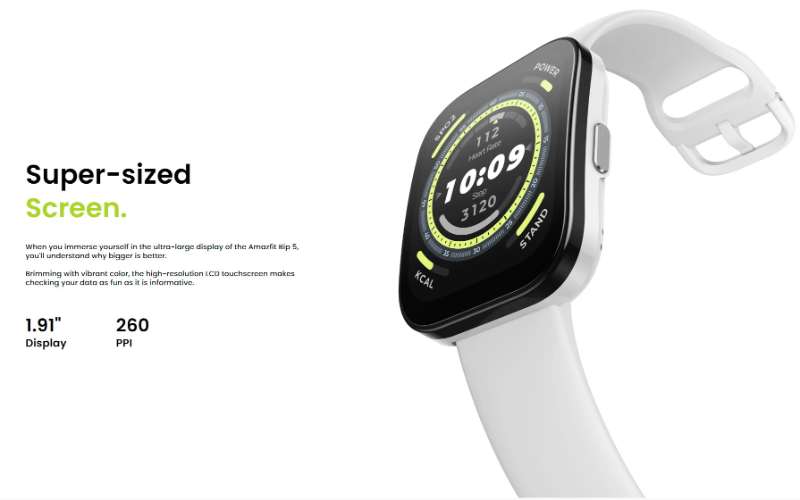 Super-sized
Screen.
When you immerse yourself in the ultra-large display of the Amazfit Bip 5,
you'll understand why bigger is better.
Brimming with vibrant color, the high-resolution LCD touchscreen makes
checking your data as fun as it is informative.
1.91" 260
Display PPI
POWER
SPO2
112
Heart Rate
10:09
Step
3120
STAND
KCAL